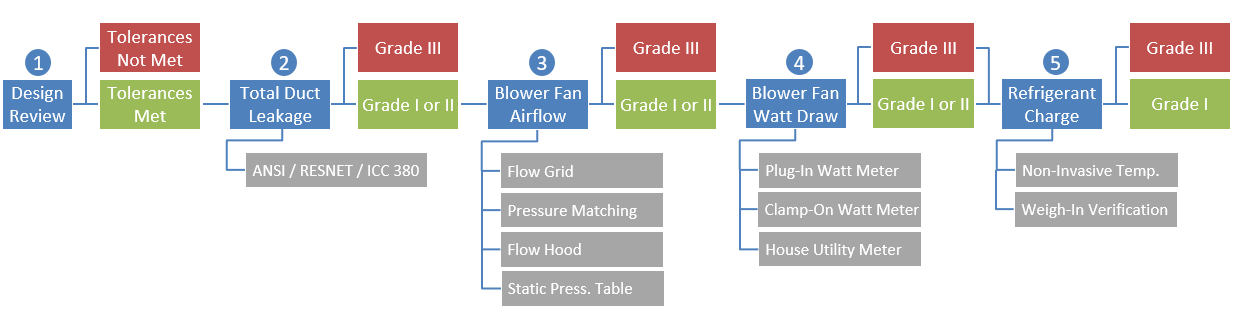 1
Design
Review
Tolerances
Not Met
Tolerances
Met
2
Total Duct
Leakage
Grade III
Grade I or II
ANSI / RESNET / ICC 380
3
Blower Fan
Airflow
Grade III
Grade I or II
Flow Grid
Pressure Matching
Flow Hood
Static Press. Table
4
Blower Fan
Watt Draw
Grade III
Grade I or II
Plug-In Watt Meter
Clamp-On Watt Meter
House Utility Meter
5
Refrigerant
Charge
Grade III
Grade I
Non-Invasive Temp.
Weigh-In Verification